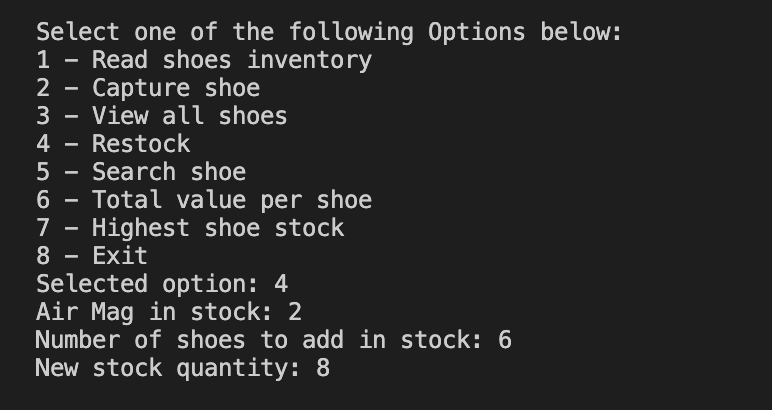 Select one of the following Options below:
1 – Read shoes inventory
2 – Capture shoe
3 – View all shoes
4 – Restock
5 – Search shoe
6 – Total value per shoe
7 – Highest shoe stock
8 – Exit
Selected option: 4
Air Mag in stock: 2
Number of shoes to add in stock: 6
New stock quantity: 8